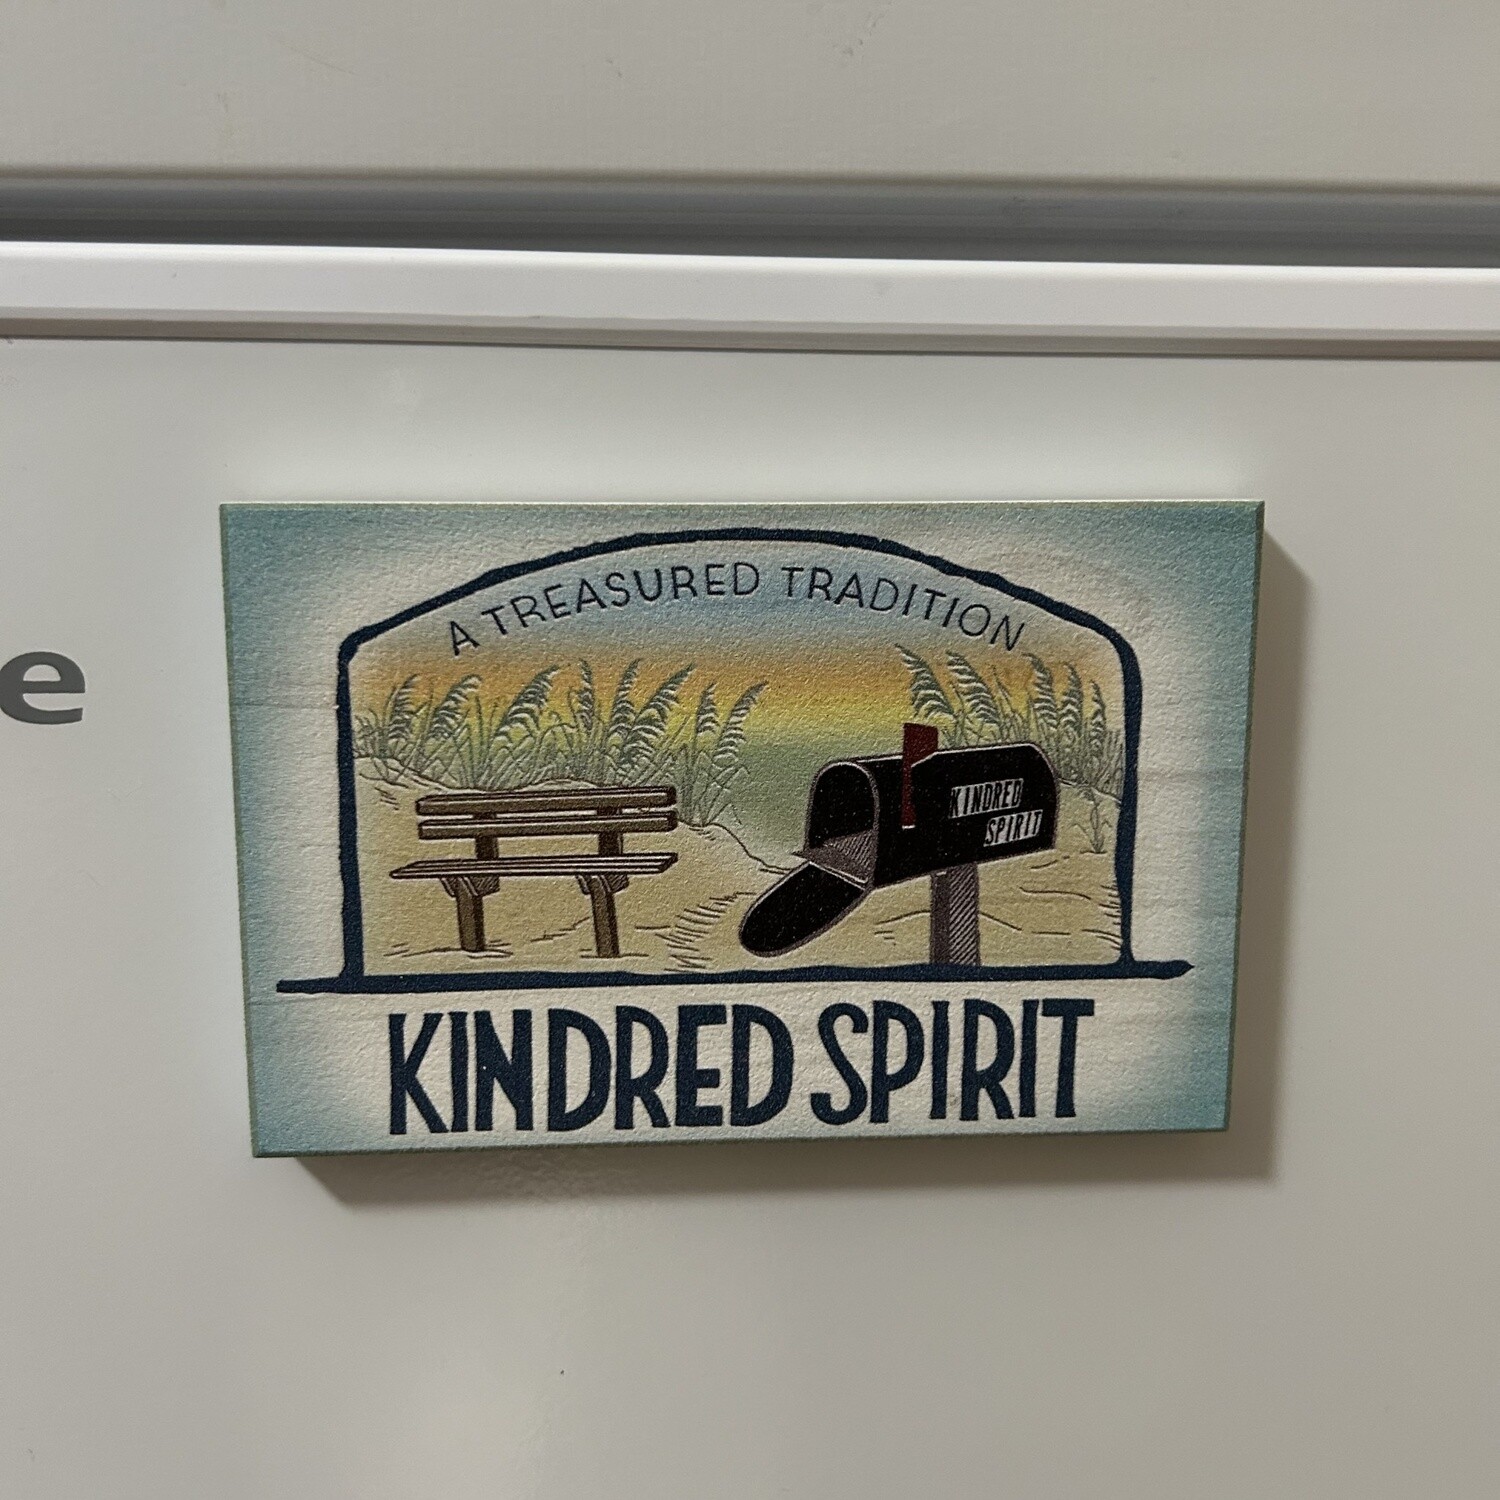 A TREASURED TRADITION
e
KINDRED
SPIRIT
KINDRED SPIRIT